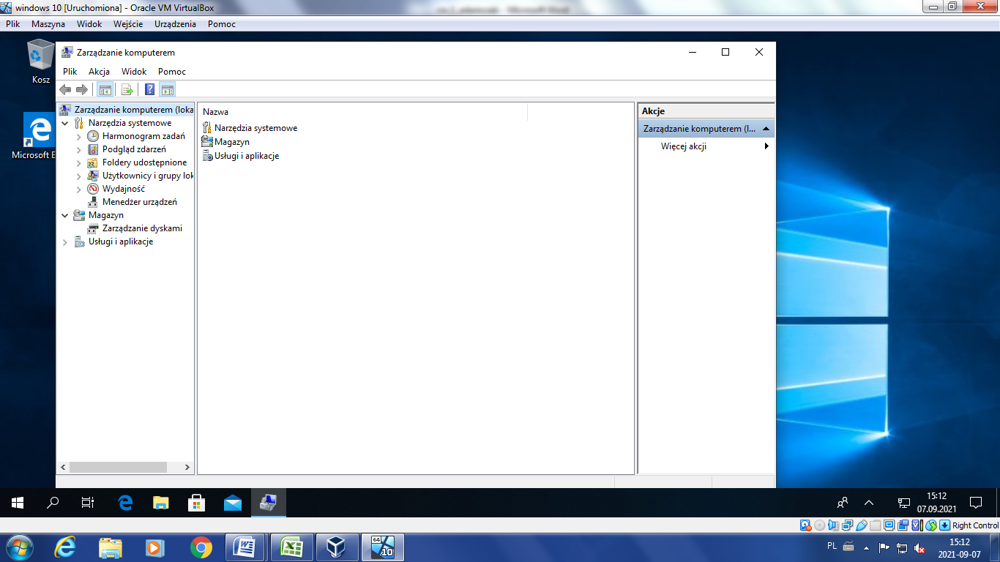 windows 10 [Uruchomiona] - Oracle VM VirtualBox
Plik Maszyna Widok Wejście Urządzenia Pomoc
Kosz
Microsoft E
Zarządzanie komputerem
Plik Akcja Widok Pomoc
Zarządzanie komputerem (loka
Narzędzia systemowe
Harmonogram zadań
Podgląd zdarzeń
Foldery udostępnione
Użytkownicy i grupy lok
Wydajność
Menedżer urządzeń
Magazyn
Zarządzanie dyskami
Usługi i aplikacje
Nazwa
Narzędzia systemowe
Magazyn
Usługi i aplikacje
Akcje
Zarządzanie komputerem (l...
Więcej akcji
15:12
07.09.2021
Right Control
64
10
PL
15:12
2021-09-07